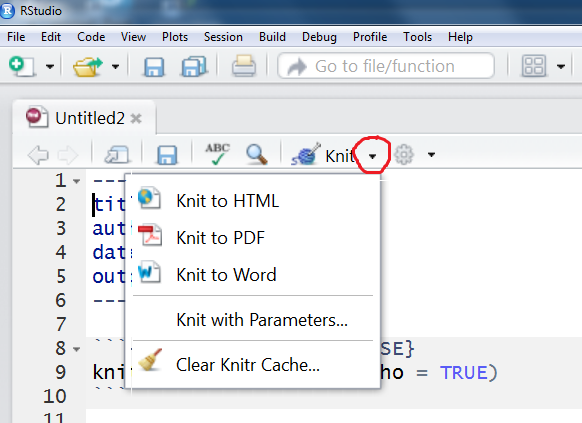 RStudio
File Edit Code View Plots Session Build Debug Profile Tools Help
Go to file/function
Untitled2
ABC Knit
1 ---
2 tit
3 aut
4 dat
5 out
6 ---
7
8 ``` SE}
9 kni ho = TRUE)
10 ```
11
Knit to HTML
Knit to PDF
Knit to Word
Knit with Parameters...
Clear Knitr Cache...